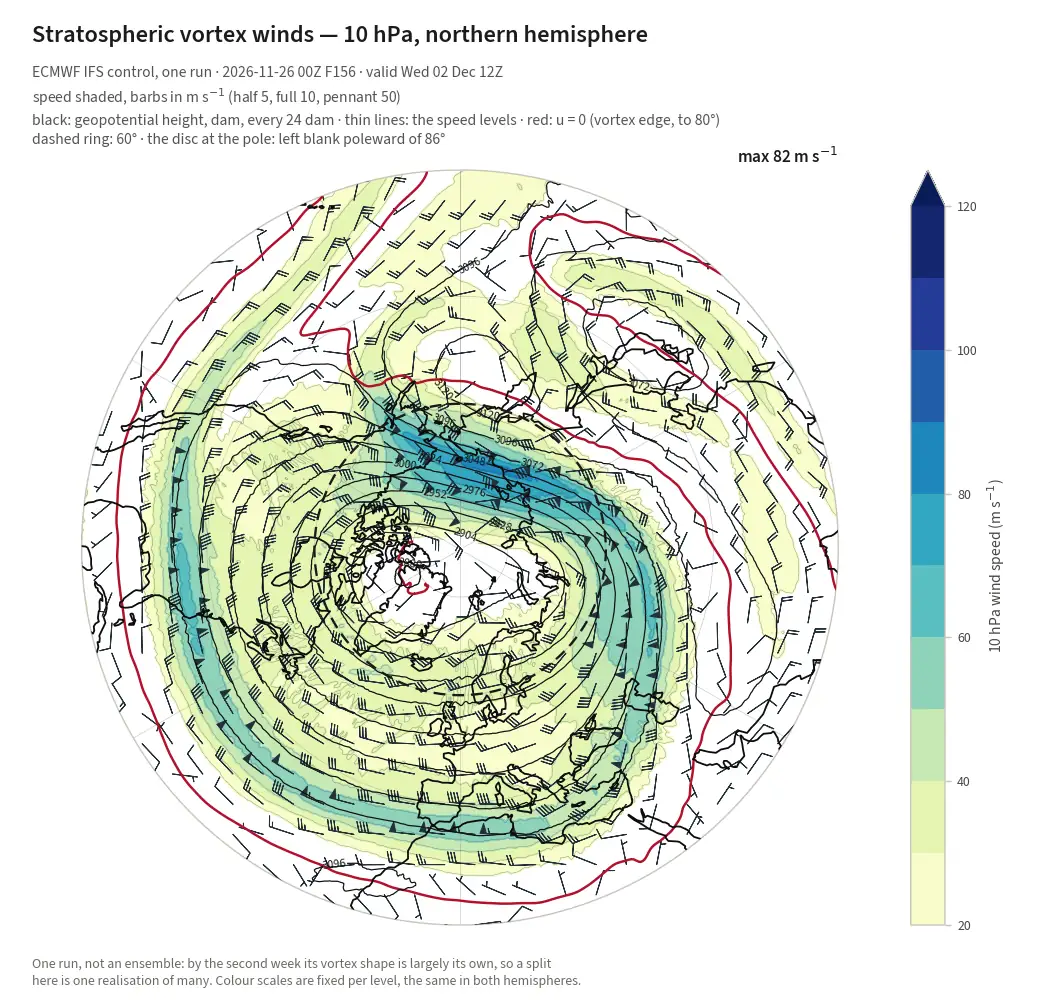 Stratospheric vortex winds — 10 hPa, northern hemisphere
ECMWF IFS control, one run · 2026-11-26 00Z F156 · valid Wed 02 Dec 12Z
speed shaded, barbs in m s⁻¹ (half 5, full 10, pennant 50)
black: geopotential height, dam, every 24 dam · thin lines: the speed levels · red: u = 0 (vortex edge, to 80°)
dashed ring: 60° · the disc at the pole: left blank poleward of 86°
max 82 m s⁻¹
120
100
80
60
40
20
10 hPa wind speed (m s⁻¹)
3096
3120
3096
3072
3048
3000
2976
2952
2904
3096
One run, not an ensemble: by the second week its vortex shape is largely its own, so a split
here is one realisation of many. Colour scales are fixed per level, the same in both hemispheres.